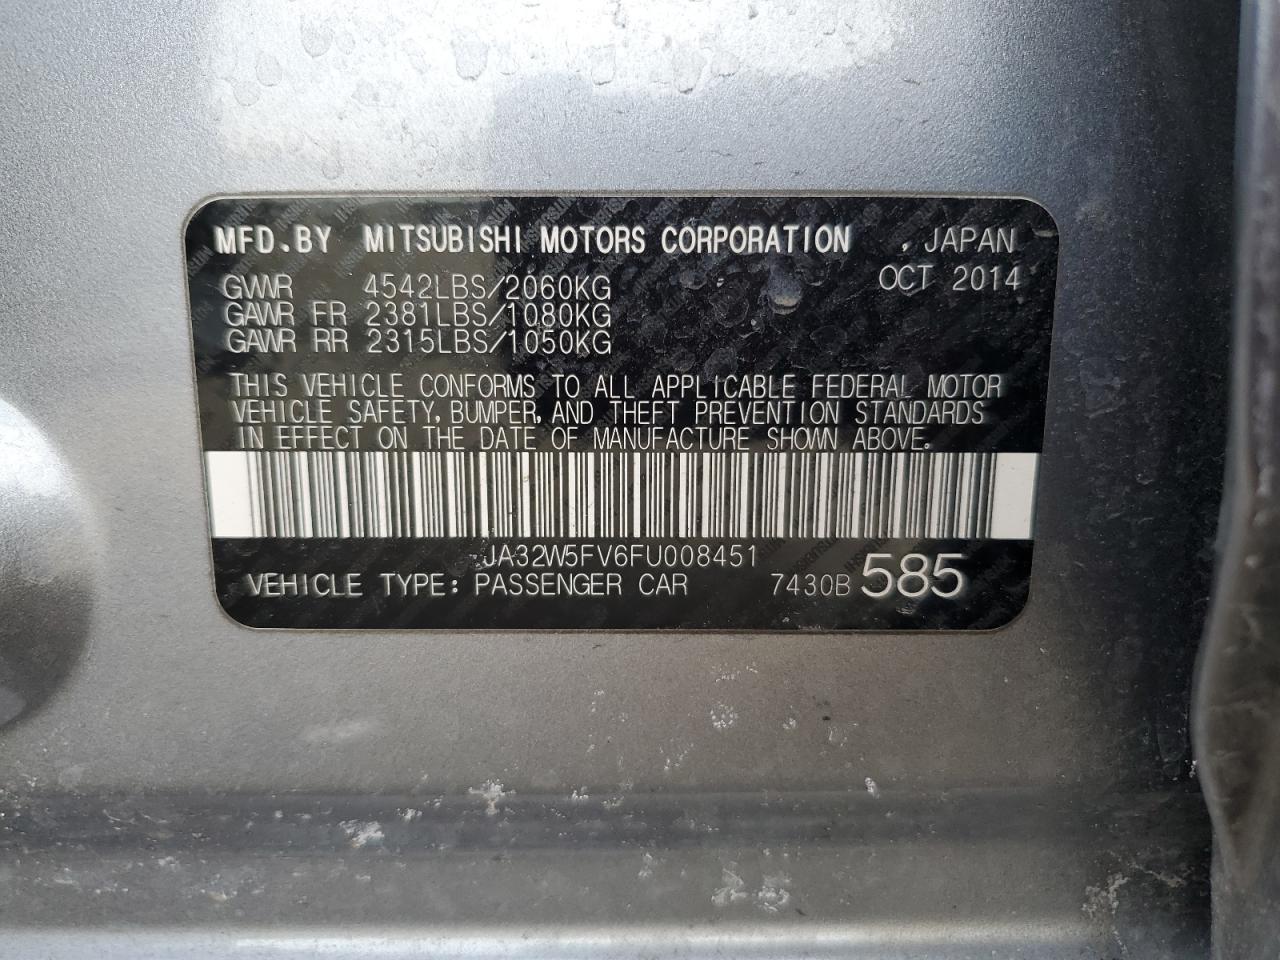 MFD.BY MITSUBISHI MOTORS CORPORATION , JAPAN
OCT 2014
GVWR 4542LBS/2060KG
GAWR FR 2381LBS/1080KG
GAWR RR 2315LBS/1050KG
THIS VEHICLE CONFORMS TO ALL APPLICABLE FEDERAL MOTOR
VEHICLE SAFETY, BUMPER, AND THEFT PREVENTION STANDARDS
IN EFFECT ON THE DATE OF MANUFACTURE SHOWN ABOVE.
JA32W5FV6FU008451
VEHICLE TYPE: PASSENGER CAR 7430B 585